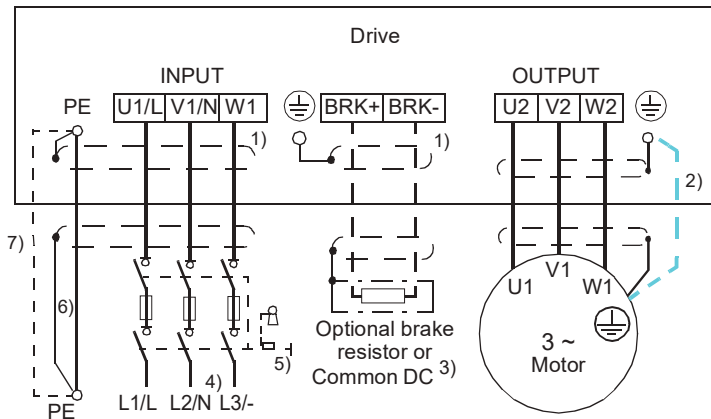 Drive
INPUT
OUTPUT
PE
U1/L V1/N W1
BRK+ BRK-
U2 V2 W2
1)
1)
2)
7)
6)
U1
V1
W1
3 ~
Motor
Optional brake
resistor or
Common DC 3)
5)
4)
L1/L L2/N L3/-
PE